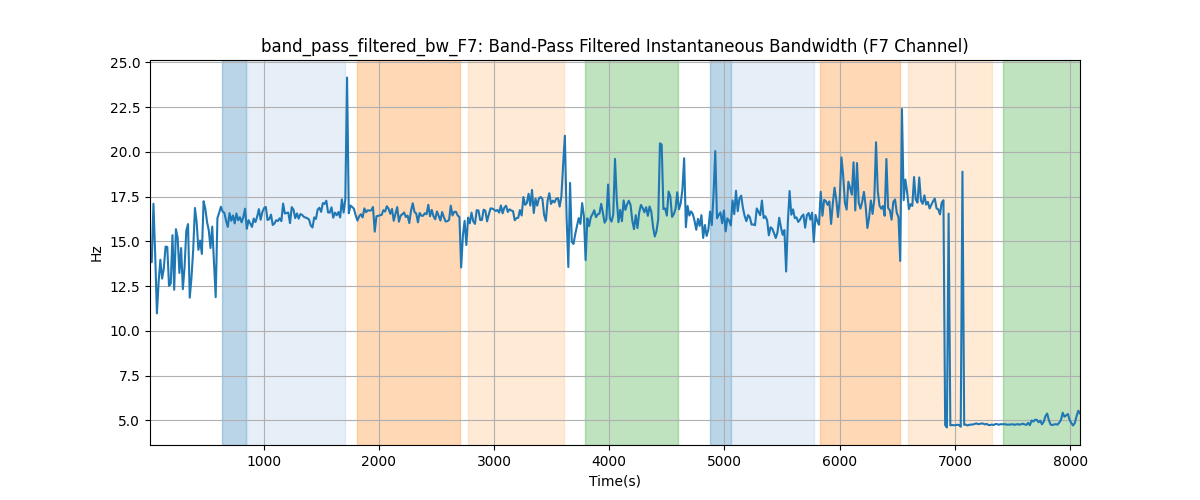 band_pass_filtered_bw_F7: Band-Pass Filtered Instantaneous Bandwidth (F7 Channel)
25.0
22.5
20.0
17.5
15.0
12.5
10.0
7.5
5.0
Hz
1000 2000 3000 4000 5000 6000 7000 8000
Time(s)